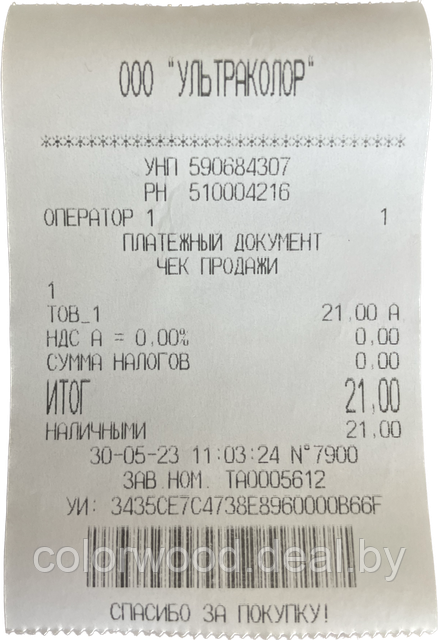 ООО "УЛЬТРАКОЛОР"
************************************
УНП 590684307
РН 510004216
ОПЕРАТОР 1 1
ПЛАТЕЖНЫЙ ДОКУМЕНТ
ЧЕК ПРОДАЖИ
1
ТОВ_1 21,00 А
НДС А = 0,00% 0,00
СУММА НАЛОГОВ 0,00
ИТОГ 21,00
НАЛИЧНЫМИ 21,00
30-05-23 11:03:24 N°7900
ЗАВ НОМ. ТА0005612
УИ: 3435CE7C4738E8960000B66F
colorwood.deal.by
СПАСИБО ЗА ПОКУПКУ!